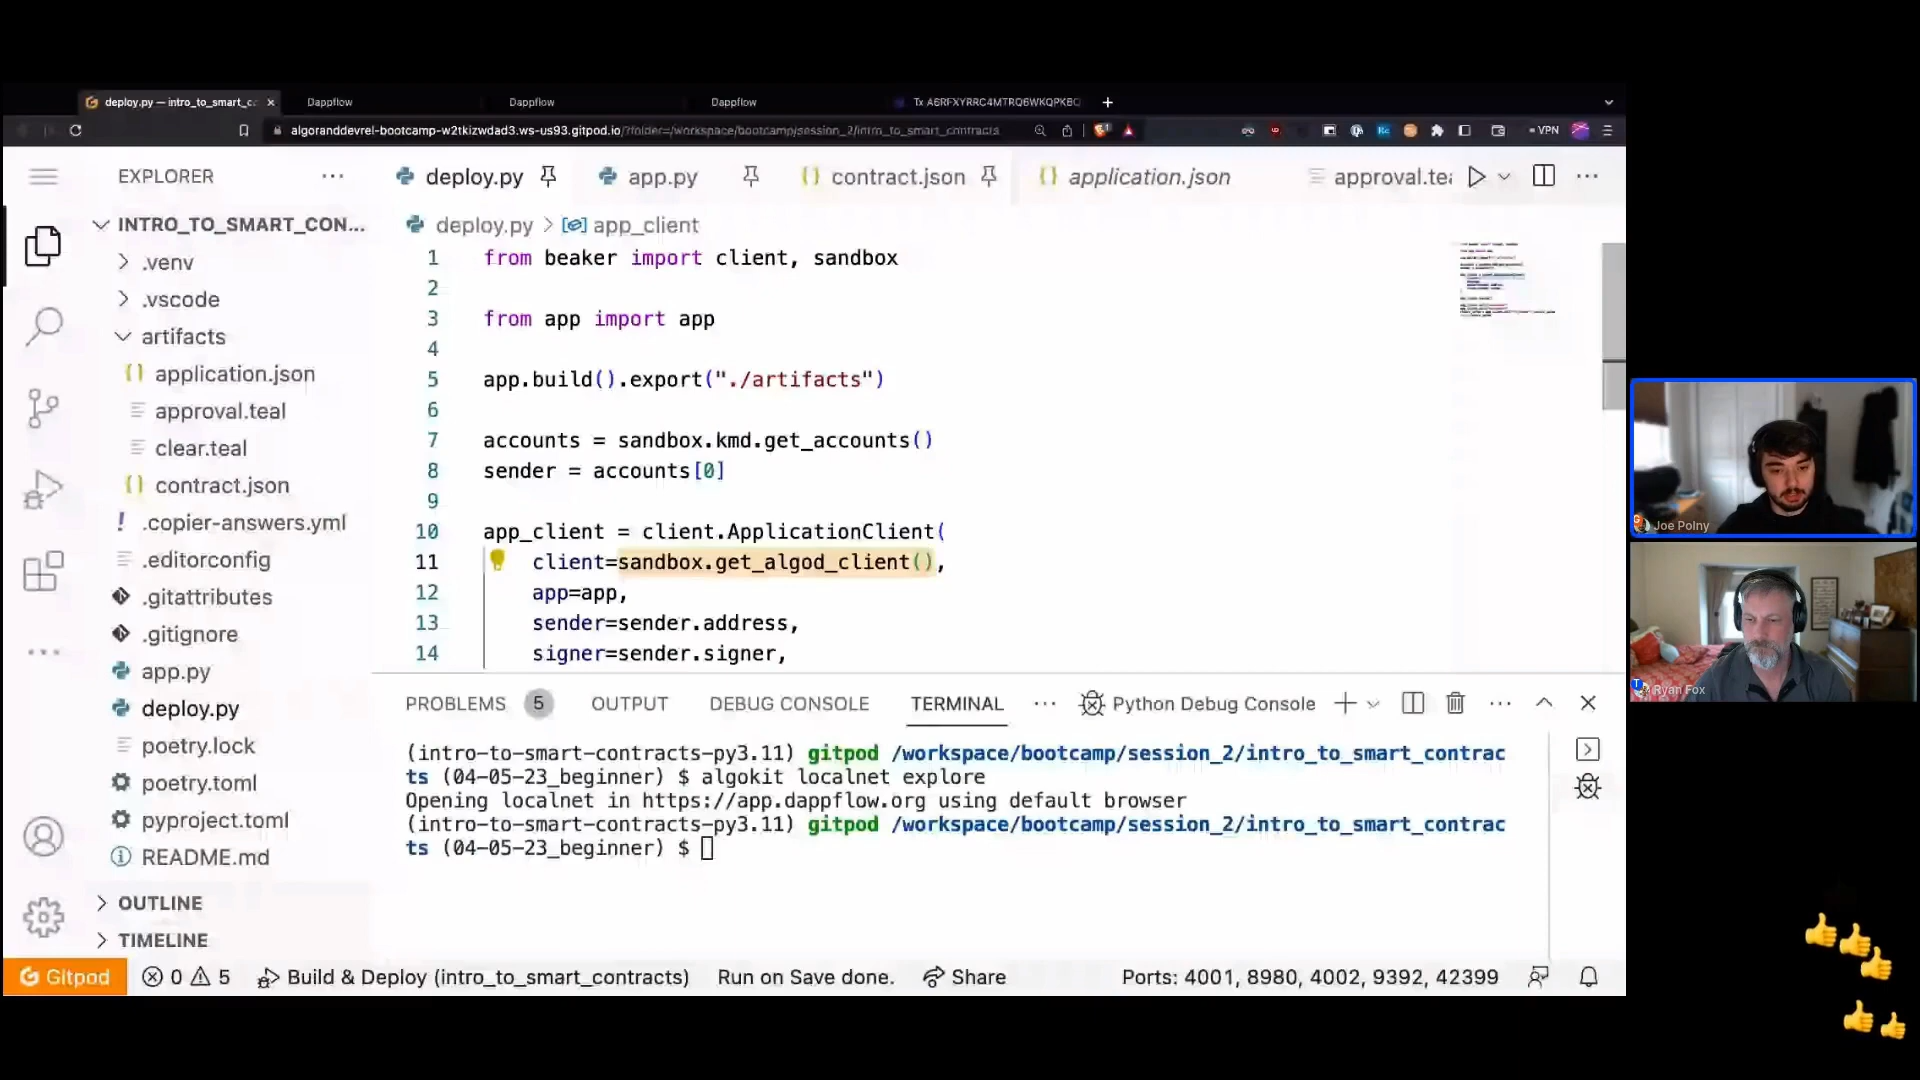 deploy.py — intro_to_smart_cc
Dappflow
Dappflow
Dappflow
Tx A6RFXYRRC4MTRQ6WKQPKBQ
algoranddevrel-bootcamp-w2tkizwdad3.ws-us93.gitpod.io/?folder=/workspace/bootcamp/session_2/intro_to_smart_contracts
VPN
EXPLORER
deploy.py
app.py
contract.json
application.json
approval.tea
INTRO_TO_SMART_CON...
.venv
.vscode
artifacts
application.json
approval.teal
clear.teal
contract.json
.copier-answers.yml
.editorconfig
.gitattributes
.gitignore
app.py
deploy.py
poetry.lock
poetry.toml
pyproject.toml
README.md
OUTLINE
TIMELINE
deploy.py > app_client
1 from beaker import client, sandbox
2
3 from app import app
4
5 app.build().export("./artifacts")
6
7 accounts = sandbox.kmd.get_accounts()
8 sender = accounts[0]
9
10 app_client = client.ApplicationClient(
11 client=sandbox.get_algod_client(),
12 app=app,
13 sender=sender.address,
14 signer=sender.signer,
PROBLEMS 5 OUTPUT DEBUG CONSOLE TERMINAL ... Python Debug Console
(intro-to-smart-contracts-py3.11) gitpod /workspace/bootcamp/session_2/intro_to_smart_contrac
ts (04-05-23_beginner) $ algokit localnet explore
Opening localnet in https://app.dappflow.org using default browser
(intro-to-smart-contracts-py3.11) gitpod /workspace/bootcamp/session_2/intro_to_smart_contrac
ts (04-05-23_beginner) $
Gitpod 0 5 Build & Deploy (intro_to_smart_contracts) Run on Save done. Share Ports: 4001, 8980, 4002, 9392, 42399
Joe Polny
Ryan Fox